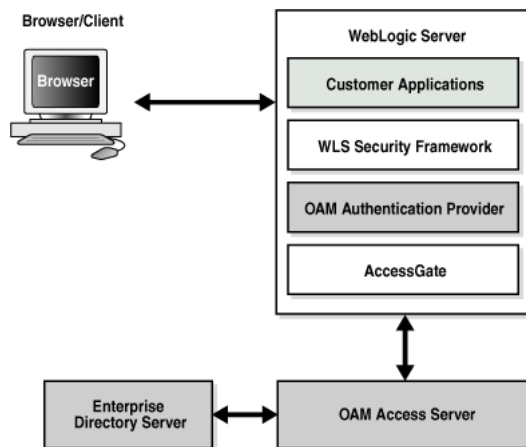 Browser/Client
WebLogic Server
Browser
Customer Applications
WLS Security Framework
OAM Authentication Provider
AccessGate
Enterprise
Directory Server
OAM Access Server